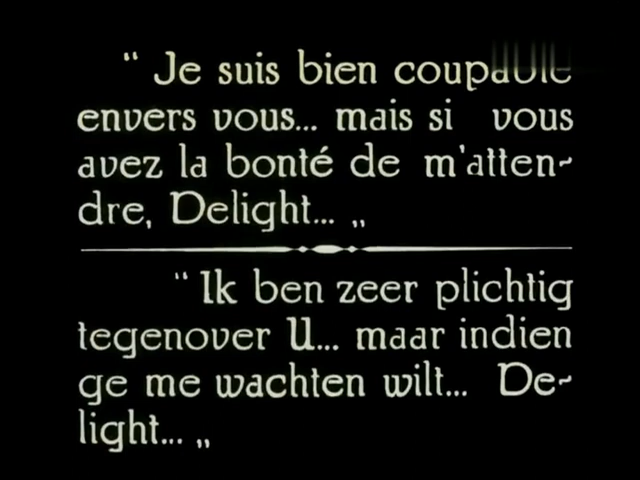 “ Je suis bien coupable
envers vous... mais si vous
avez la bonté de m'atten-
dre, Delight... „
“ Ik ben zeer plichtig
tegenover U... maar indien
ge me wachten wilt... De-
light... „